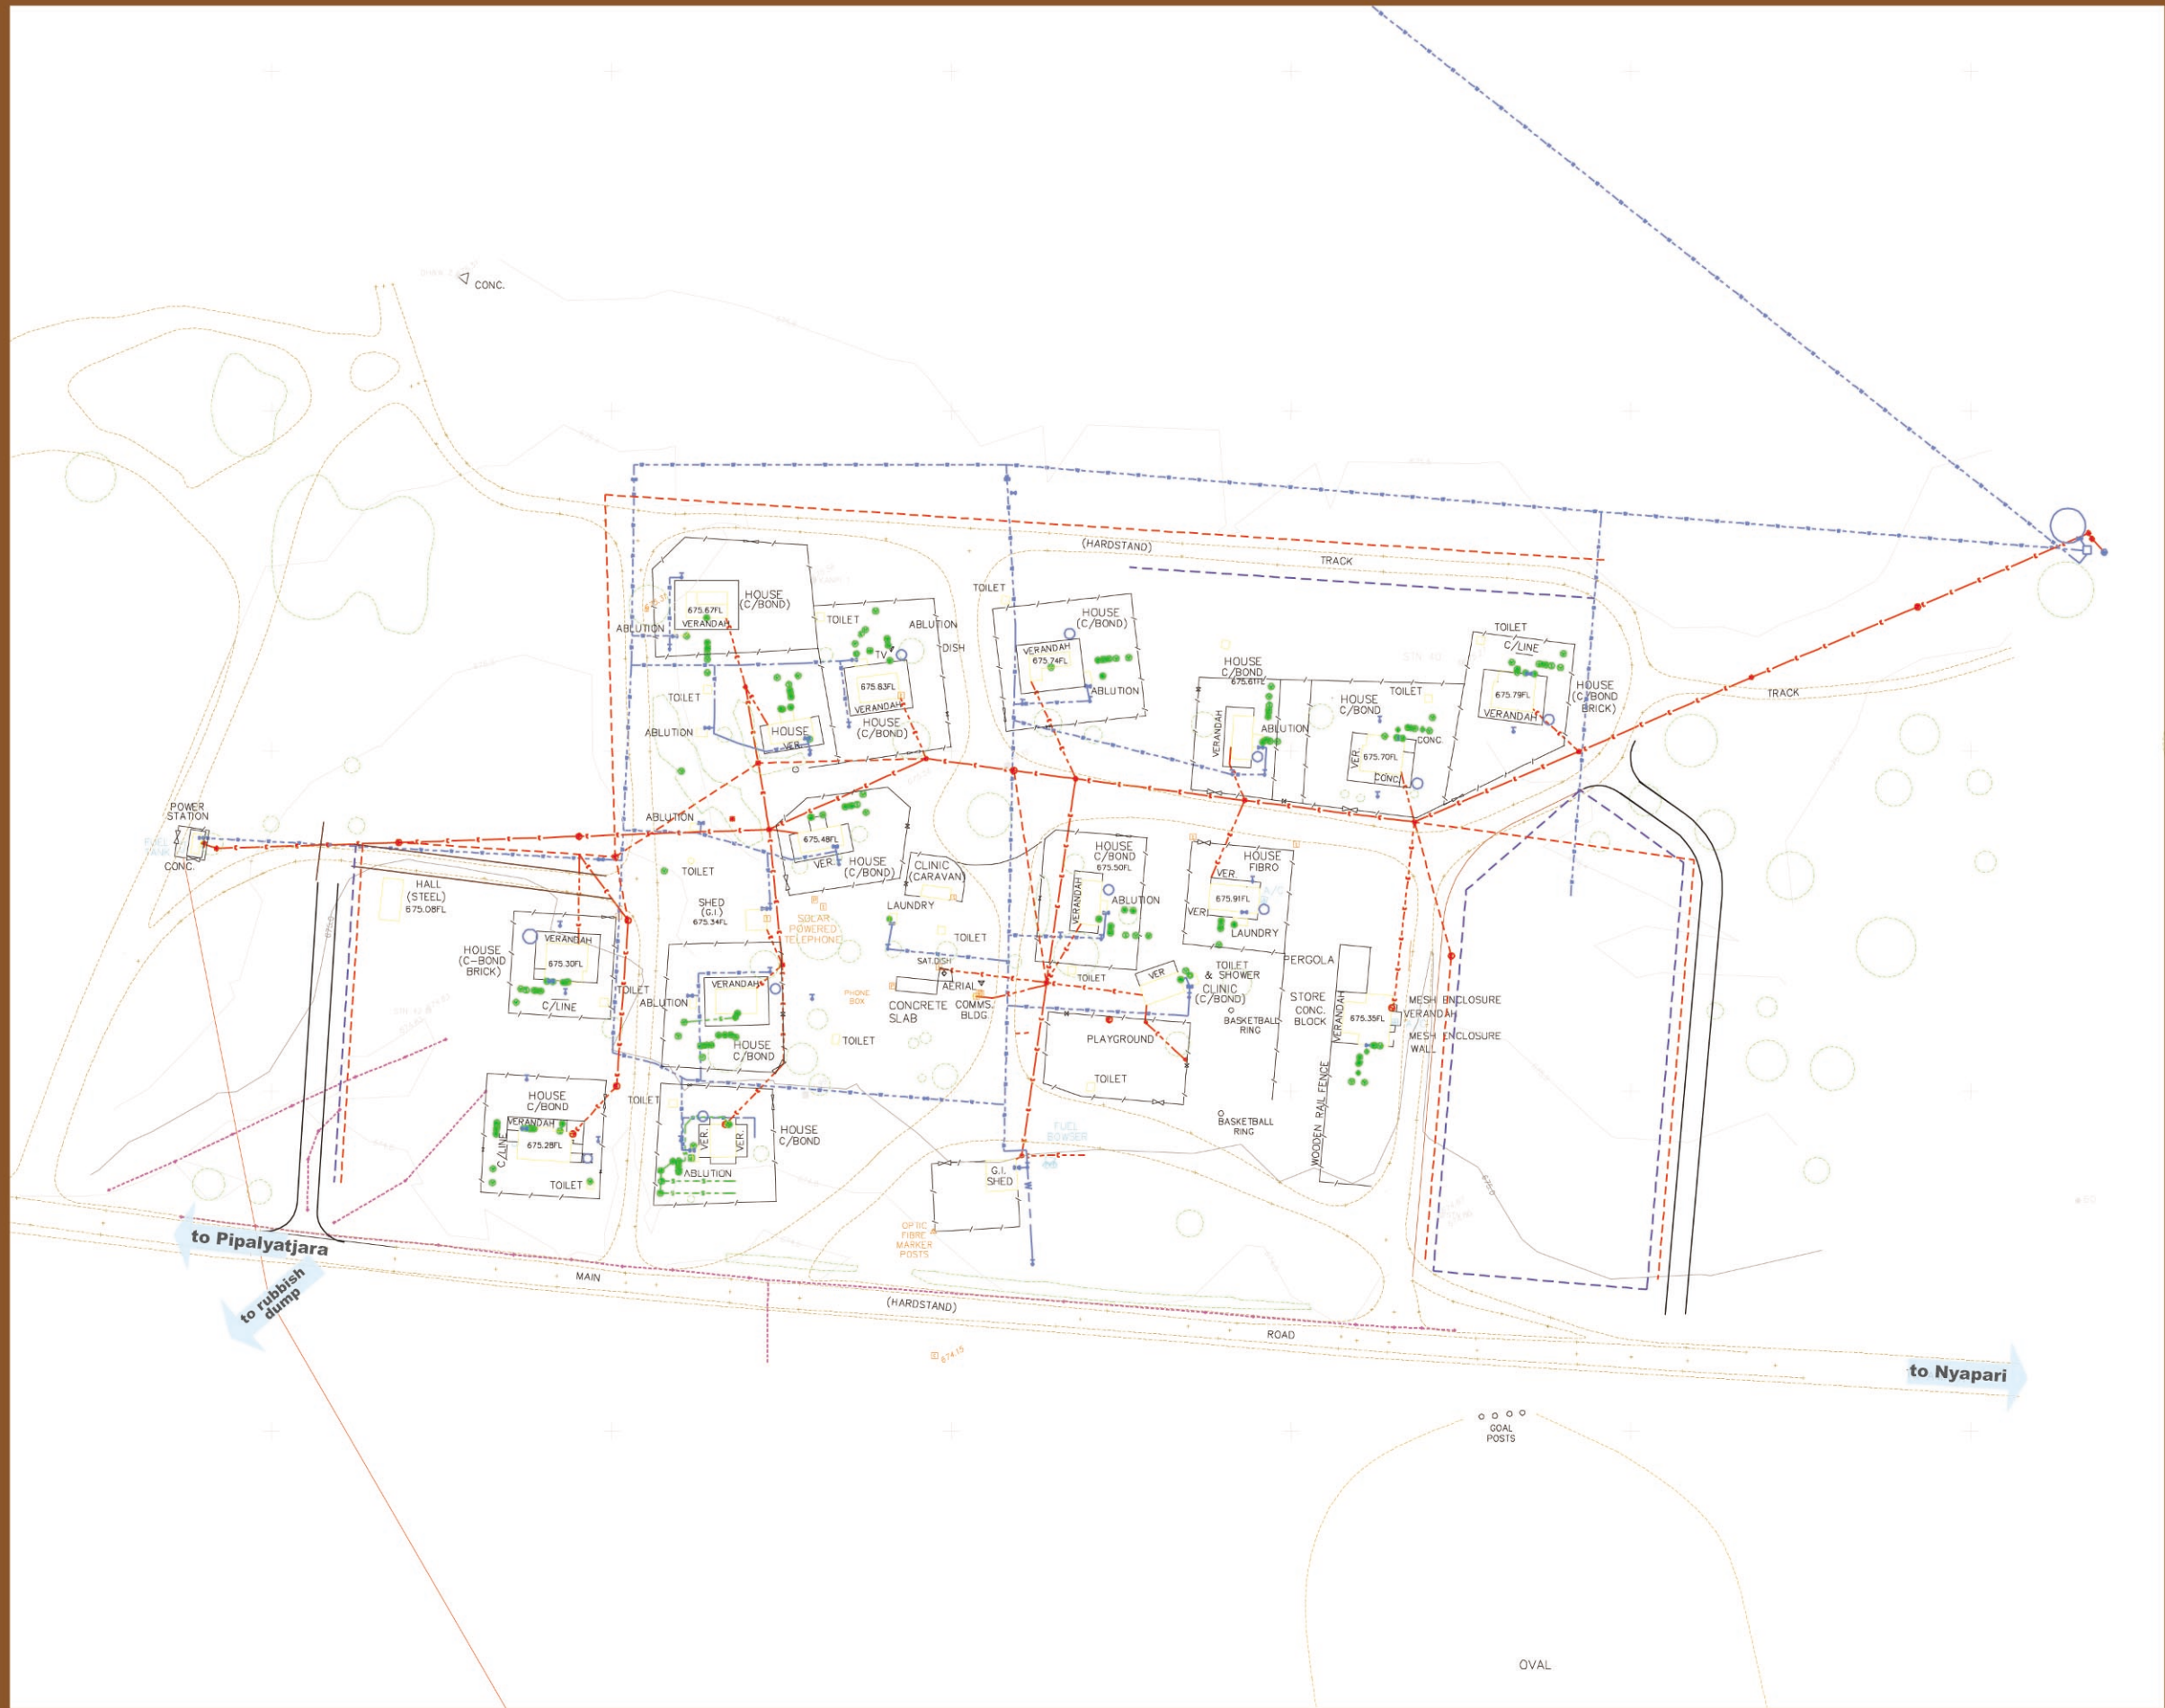 CONC.
(HARDSTAND)
TRACK
TOILET
HOUSE
(C/BOND)
675.67FL
VERANDAH
ABLUTION
TOILET
ABLUTION
TV
DISH
675.83FL
VERANDAH
HOUSE
(C/BOND)
TOILET
ABLUTION
HOUSE
VER.
HOUSE
(C/BOND)
VERANDAH
675.74FL
ABLUTION
HOUSE
C/BOND
675.61FL
VERANDAH
ABLUTION
HOUSE
C/BOND
TOILET
CONC.
VER.
675.70FL
CONC.
TOILET
C/LINE
675.79FL
VERANDAH
HOUSE
(C/BOND
BRICK)
TRACK
POWER
STATION
FUEL
TANK
CONC.
HALL
(STEEL)
675.08FL
ABLUTION
TOILET
675.48FL
VER.
HOUSE
(C/BOND)
CLINIC
(CARAVAN)
LAUNDRY
SHED
(G.I.)
675.34FL
SOLAR
POWERED
TELEPHONE
TOILET
SAT.DISH
AERIAL
COMMS.
BLDG.
CONCRETE
SLAB
PHONE
BOX
TOILET
HOUSE
C/BOND
675.50FL
VERANDAH
ABLUTION
TOILET
HOUSE
FIBRO
VER.
675.91FL
VER.
A/C
LAUNDRY
TOILET
& SHOWER
CLINIC
(C/BOND)
VER
BASKETBALL
RING
PERGOLA
STORE
CONC.
BLOCK
VERANDAH
675.35FL
MESH ENCLOSURE
VERANDAH
MESH ENCLOSURE
WALL
PLAYGROUND
TOILET
BASKETBALL
RING
WOODEN RAIL FENCE
HOUSE
(C-BOND
BRICK)
VERANDAH
675.30FL
C/LINE
TOILET
ABLUTION
VERANDAH
HOUSE
C/BOND
HOUSE
C/BOND
VERANDAH
675.28FL
C/LINE
TOILET
TOILET
VER.
VER.
HOUSE
C/BOND
ABLUTION
FUEL
BOWSER
G.I.
SHED
W
OPTIC
FIBRE
MARKER
POSTS
675.0
675.0
to Pipalyatjara
to rubbish
dump
MAIN
(HARDSTAND)
ROAD
674.15
to Nyapari
GOAL
POSTS
OVAL